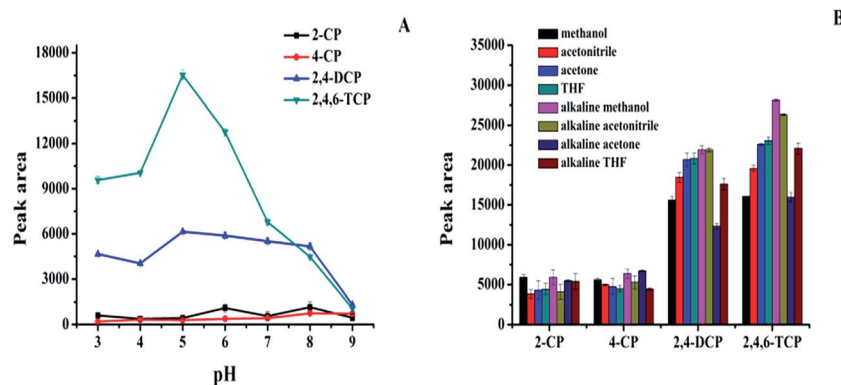 A
2-CP
4-CP
2,4-DCP
2,4,6-TCP
18000
15000
12000
9000
6000
3000
0
Peak area
3 4 5 6 7 8 9
pH
B
methanol
acetonitrile
acetone
THF
alkaline methanol
alkaline acetonitrile
alkaline acetone
alkaline THF
35000
30000
25000
20000
15000
10000
5000
0
Peak area
2-CP 4-CP 2,4-DCP 2,4,6-TCP